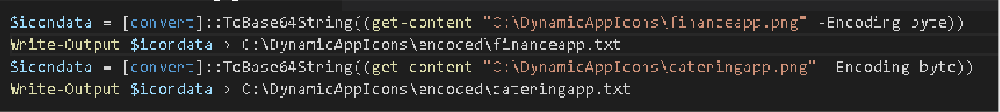 $icondata = [convert]::ToBase64String((get-content "C:\DynamicAppIcons\financeapp.png" -Encoding byte))
Write-Output $icondata > C:\DynamicAppIcons\encoded\financeapp.txt
$icondata = [convert]::ToBase64String((get-content "C:\DynamicAppIcons\cateringapp.png" -Encoding byte))
Write-Output $icondata > C:\DynamicAppIcons\encoded\cateringapp.txt